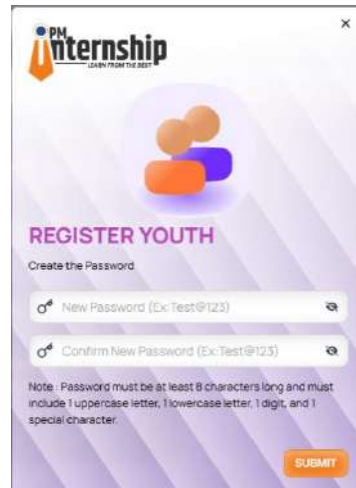 PM
internship
LEARN FROM THE BEST
×
REGISTER YOUTH
Create the Password
New Password (Ex:Test@123)
Confirm New Password (Ex:Test@123)
Note : Password must be at least 8 characters long and must
include 1 uppercase letter, 1 lowercase letter, 1 digit, and 1
special character.
SUBMIT